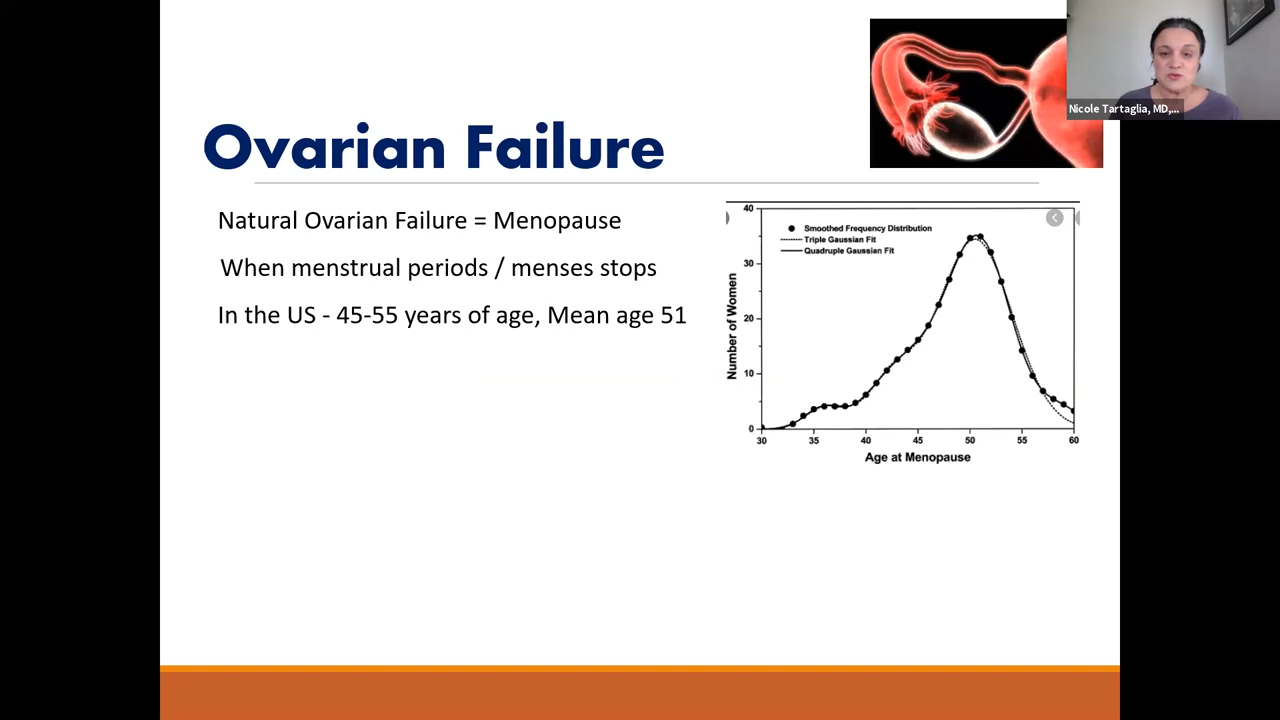 Nicole Tartaglia, MD,...
Ovarian Failure
Natural Ovarian Failure = Menopause
When menstrual periods / menses stops
In the US - 45-55 years of age, Mean age 51
Smoothed Frequency Distribution
Triple Gaussian Fit
Quadruple Gaussian Fit
Number of Women
40
30
20
10
0
30 35 40 45 50 55 60
Age at Menopause